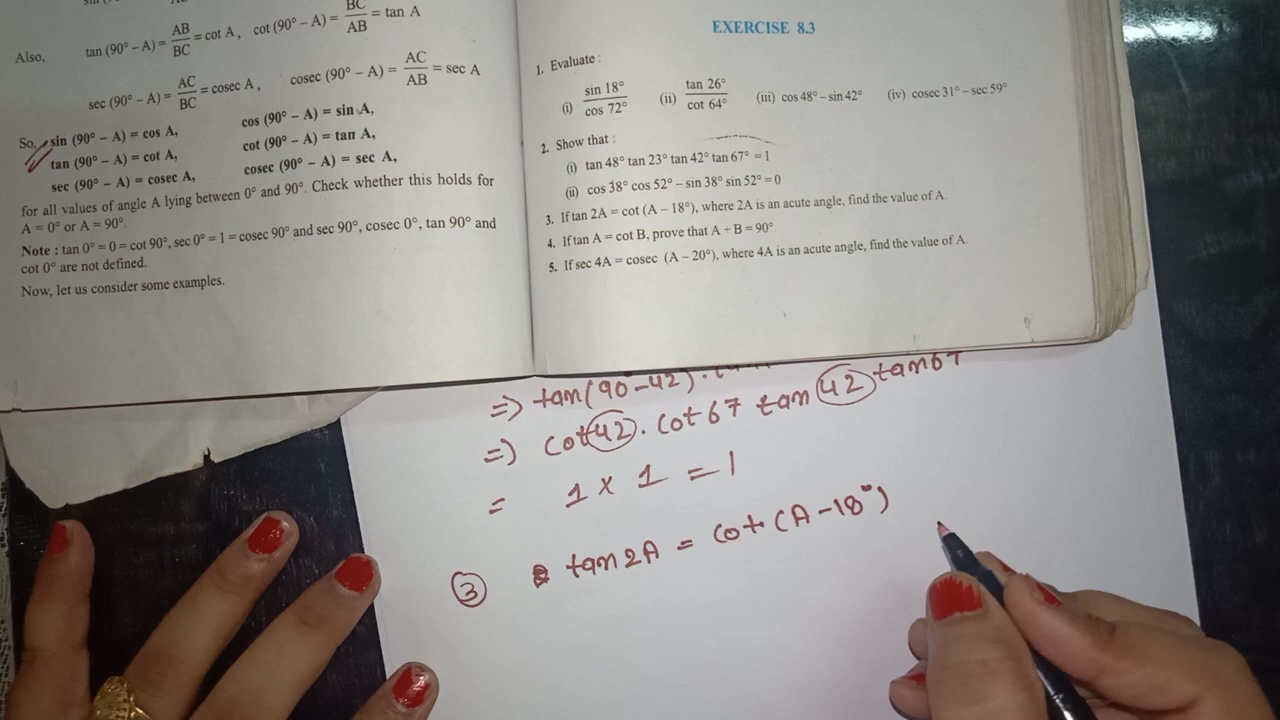 Also, tan (90° – A) = AB/BC = cot A, cot (90° – A) = BC/AB = tan A
sec (90° – A) = AC/BC = cosec A, cosec (90° – A) = AC/AB = sec A
So, sin (90° – A) = cos A, cos (90° – A) = sin A,
tan (90° – A) = cot A, cot (90° – A) = tan A,
sec (90° – A) = cosec A, cosec (90° – A) = sec A,
for all values of angle A lying between 0° and 90°. Check whether this holds for
A = 0° or A = 90°.
Note : tan 0° = 0 = cot 90°, sec 0° = 1 = cosec 90° and sec 90°, cosec 0°, tan 90° and
cot 0° are not defined.
Now, let us consider some examples.
EXERCISE 8.3
1. Evaluate :
(i) sin 18°/cos 72° (ii) tan 26°/cot 64° (iii) cos 48° – sin 42° (iv) cosec 31° – sec 59°
2. Show that :
(i) tan 48° tan 23° tan 42° tan 67° = 1
(ii) cos 38° cos 52° – sin 38° sin 52° = 0
3. If tan 2A = cot (A – 18°), where 2A is an acute angle, find the value of A.
4. If tan A = cot B, prove that A + B = 90°.
5. If sec 4A = cosec (A – 20°), where 4A is an acute angle, find the value of A.
=> tan(90°-42) .
=> cot 42 . cot 67 tan 42 tan 67
= 1 x 1 = 1
3 tan 2A = cot (A - 18°)